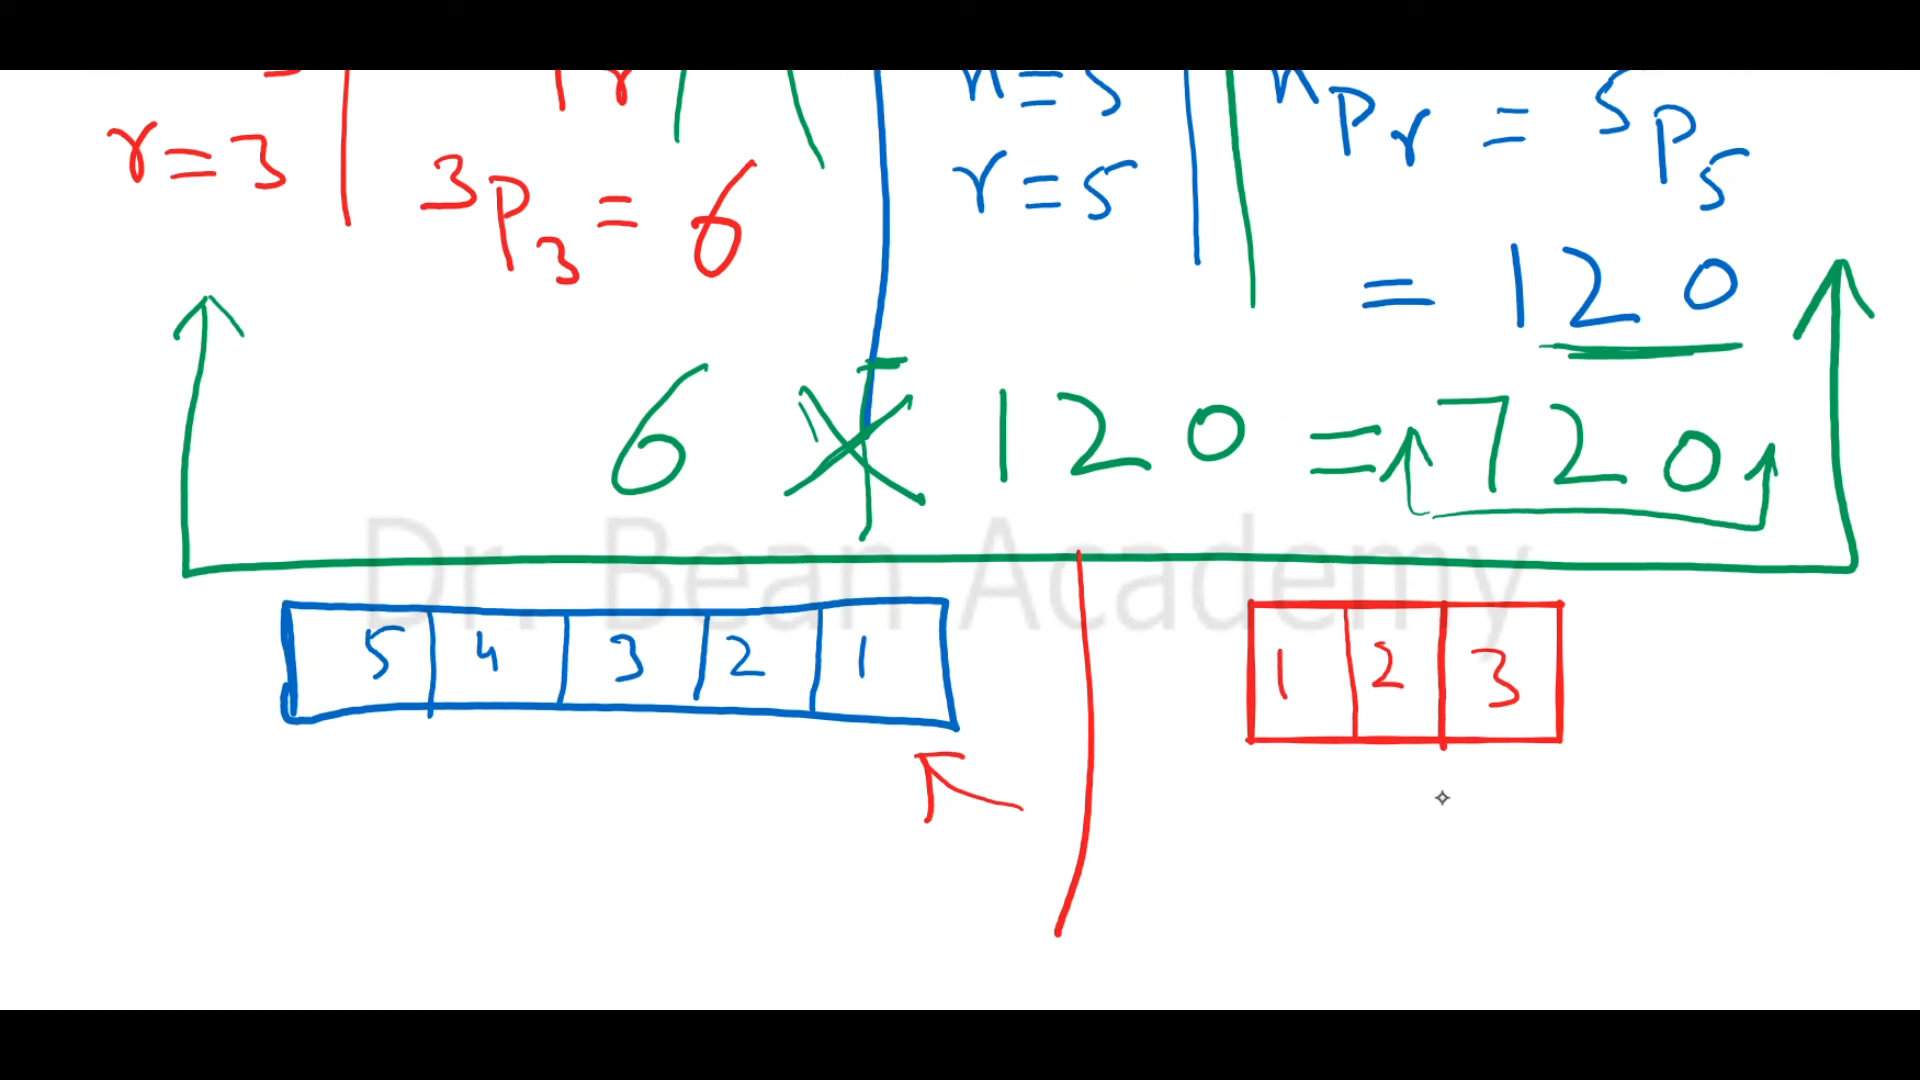 r=3
³P₃ = 6
n=5
r=5
nPr = ⁵P₅
= 120
6 × 120 = 720
Dr. Bean Academy
5 4 3 2 1
1 2 3